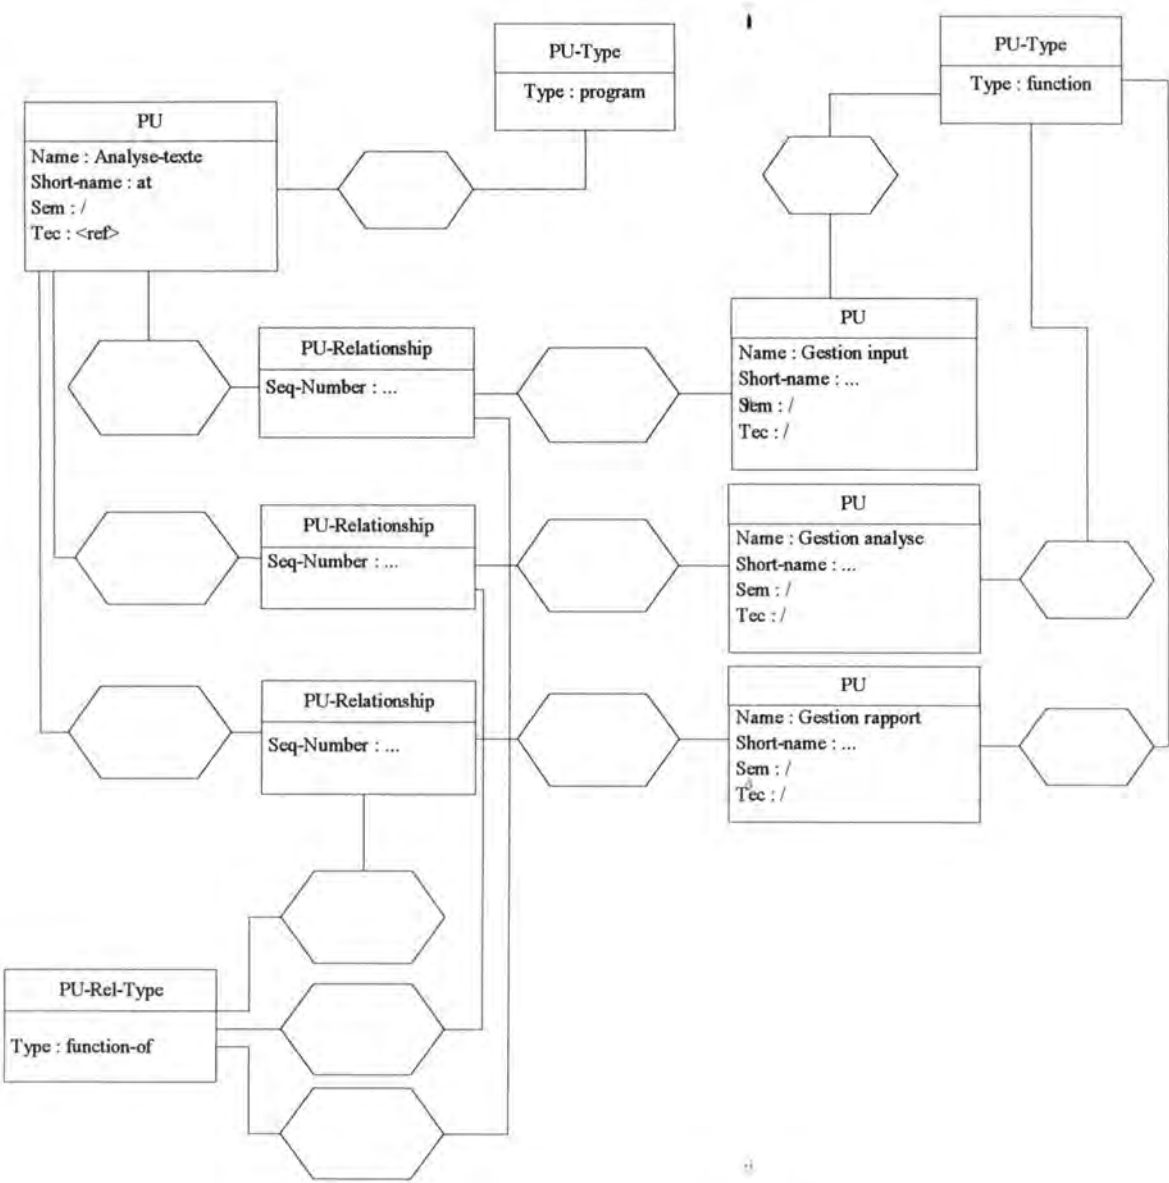 PU-Type
Type : program
PU-Type
Type : function
PU
Name : Analyse-texte
Short-name : at
Sem : /
Tec : <ref>
PU-Relationship
Seq-Number : ...
PU
Name : Gestion input
Short-name : ...
Sem : /
Tec : /
PU-Relationship
Seq-Number : ...
PU
Name : Gestion analyse
Short-name : ...
Sem : /
Tec : /
PU-Relationship
Seq-Number : ...
PU
Name : Gestion rapport
Short-name : ...
Sem : /
Tec : /
PU-Rel-Type
Type : function-of